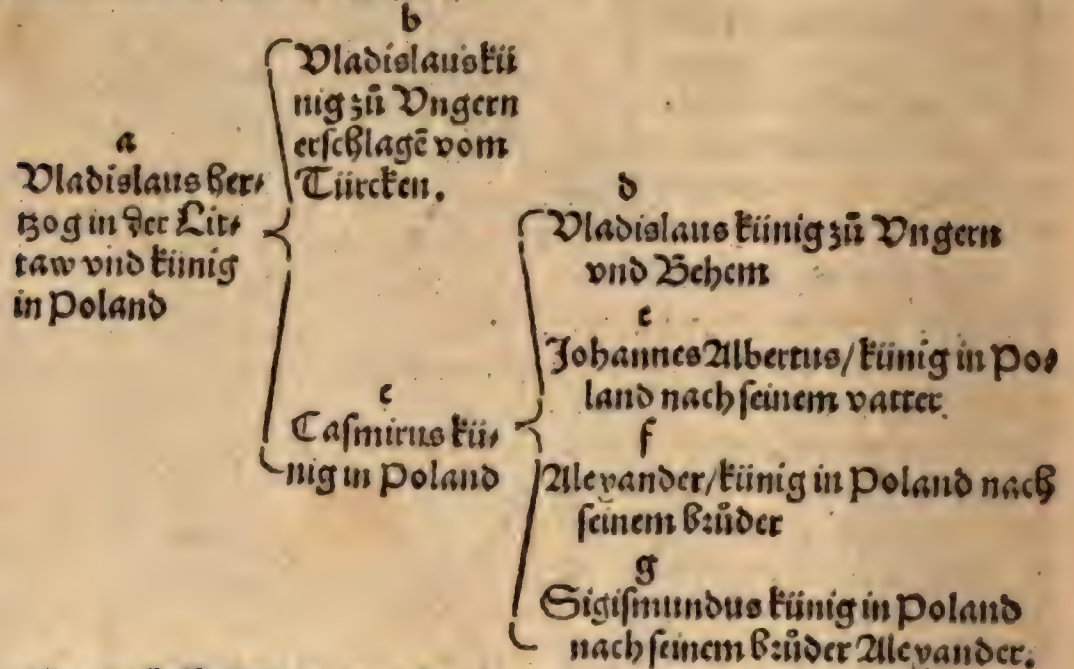 b
Vladislaus kü
nig zů Vngern
erſchlagē vom
Türcken.
a
Vladislaus her⸗
tzog in der Lit⸗
taw vnd künig
in Poland
c
Caſmirus kü⸗
nig in Poland
d
Vladislaus künig zů Vngern
vnd Behem
e
Johannes Albertus/künig in Po⸗
land nach ſeinem vatter.
f
Alexander/künig in Poland nach
ſeinem brůder
g
Sigiſmundus künig in Poland
nach ſeinem brůder Alexander.